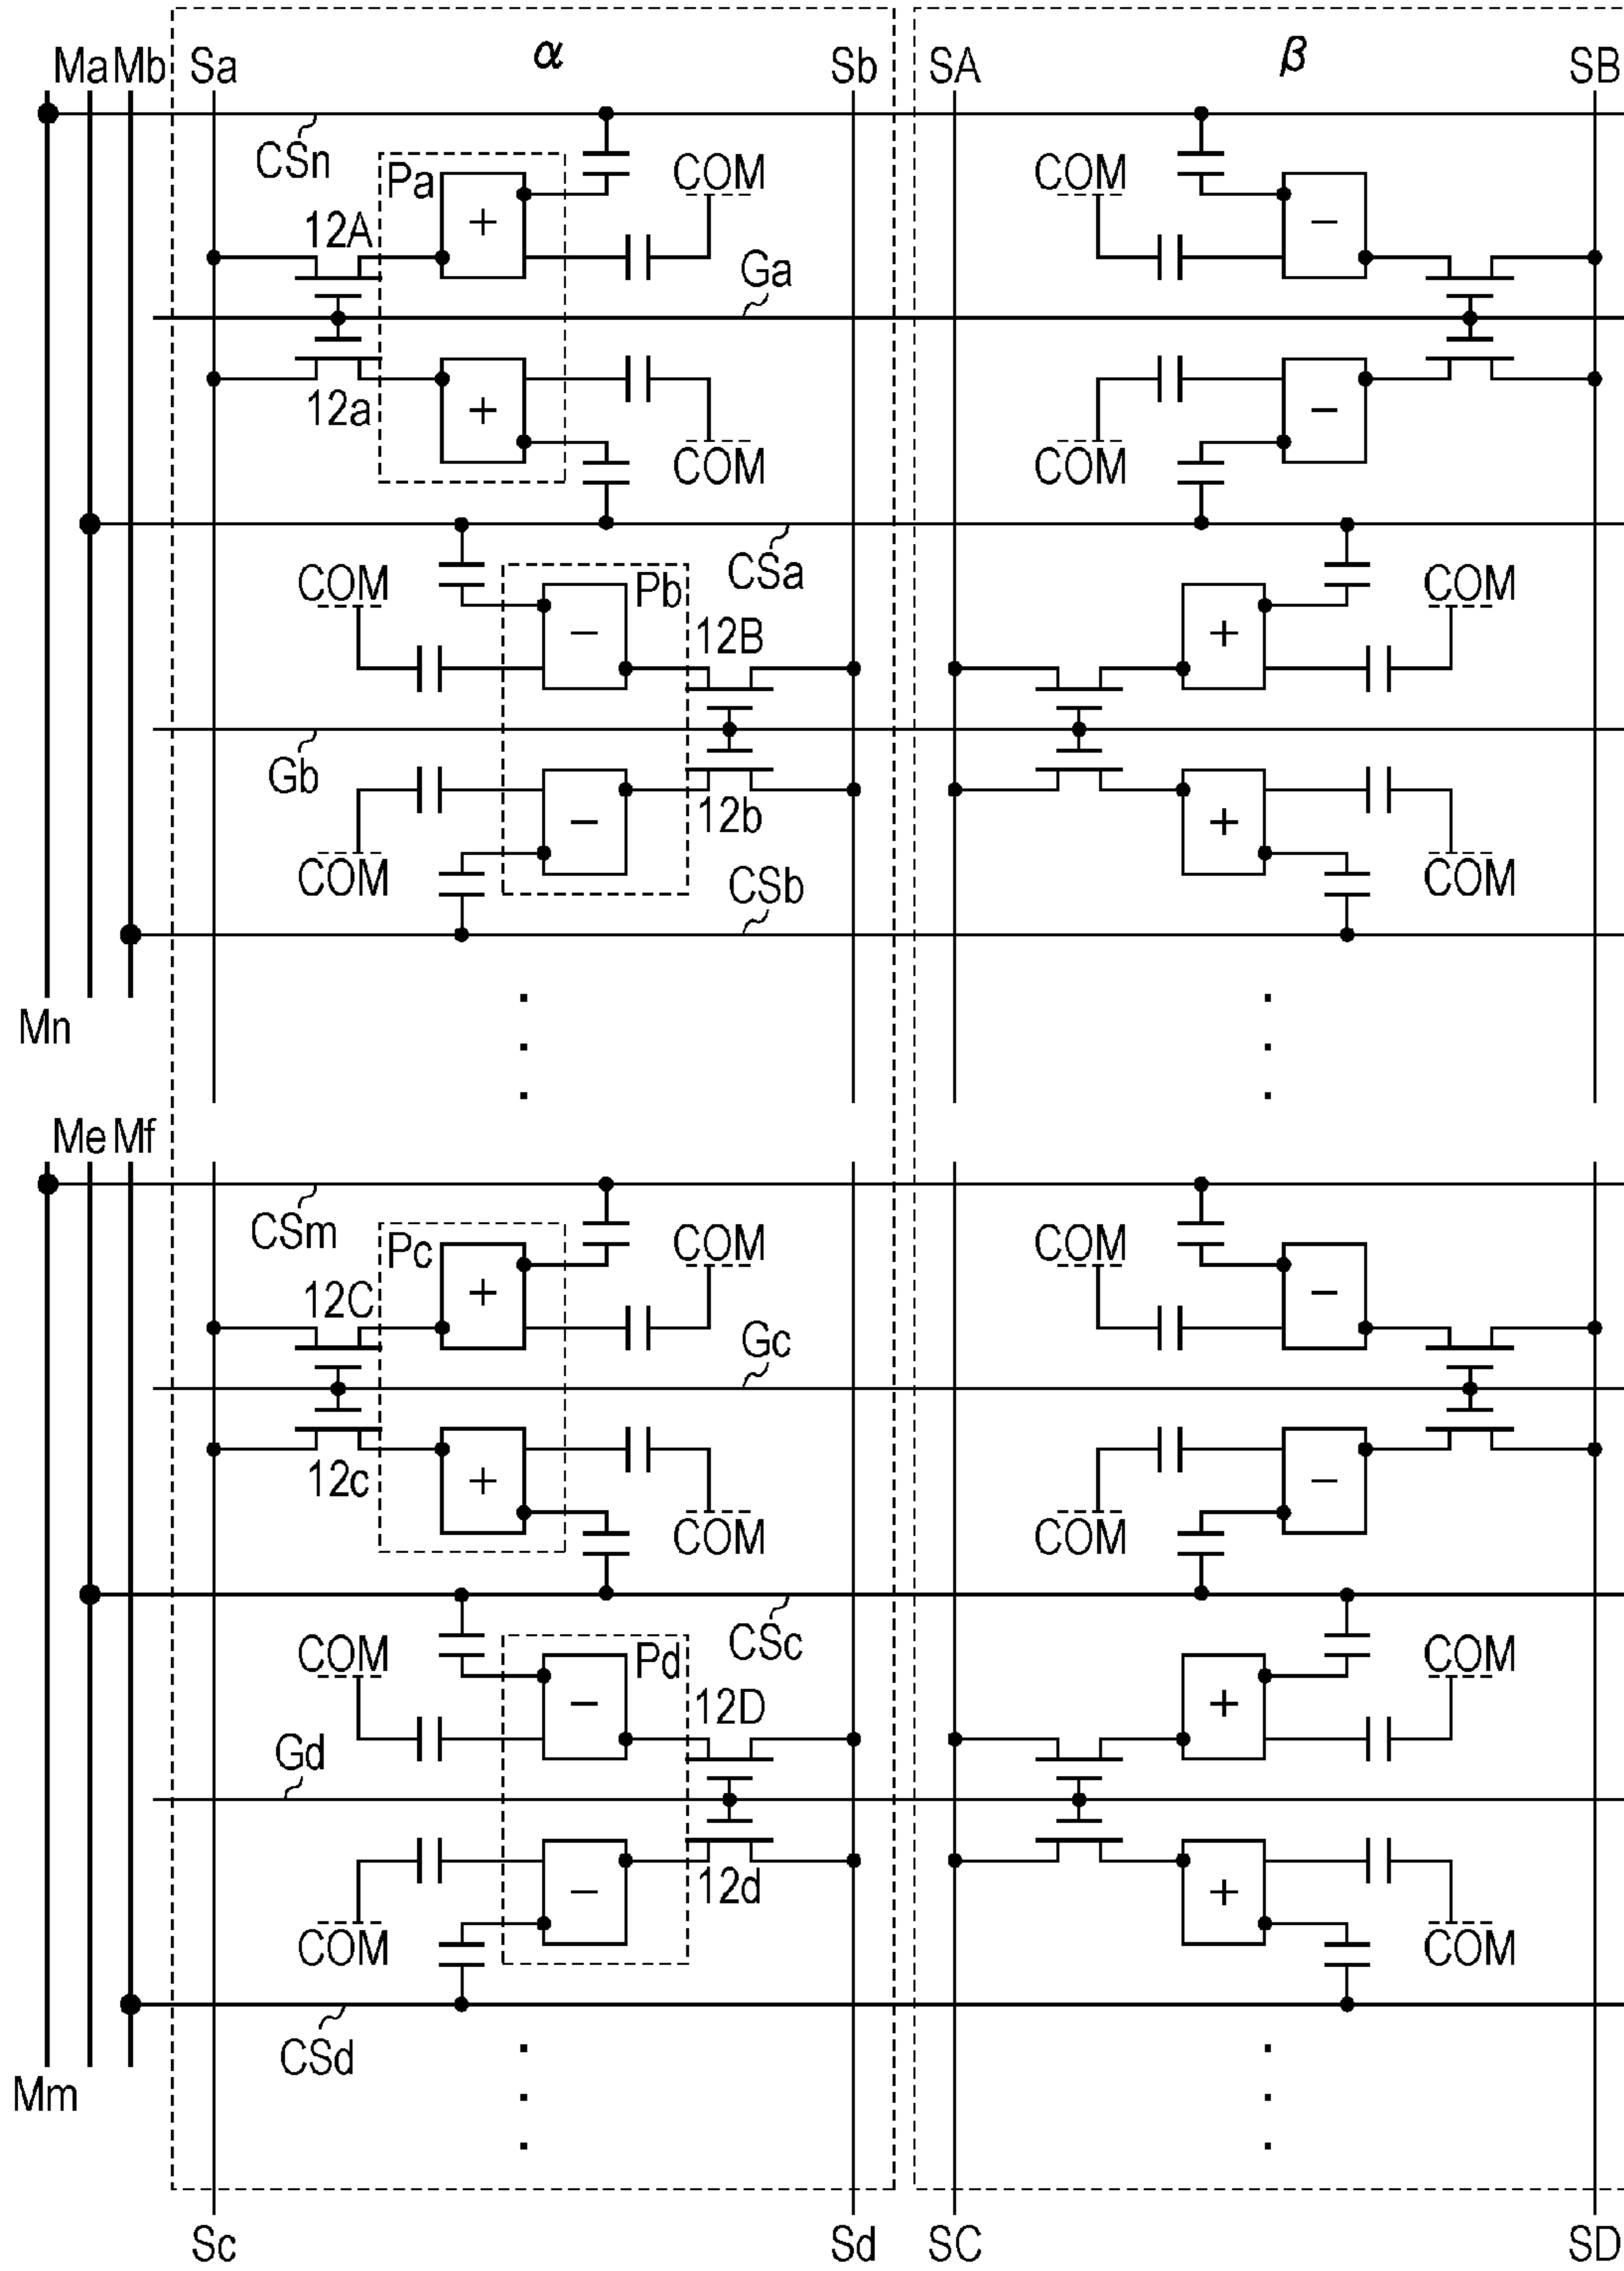 Ma Mb Sa α Sb SA β SB
CSn Pa COM COM
+ −
12A
Ga
12a + −
COM COM
CSa
COM Pb COM
− 12B +
Gb
− 12b +
COM CSb COM
Mn
Me Mf
CSm Pc COM COM
+ −
12C
Gc
12c + −
COM COM
CSc
COM Pd COM
− 12D +
Gd
− 12d +
COM COM
CSd
Mm
Sc Sd SC SD